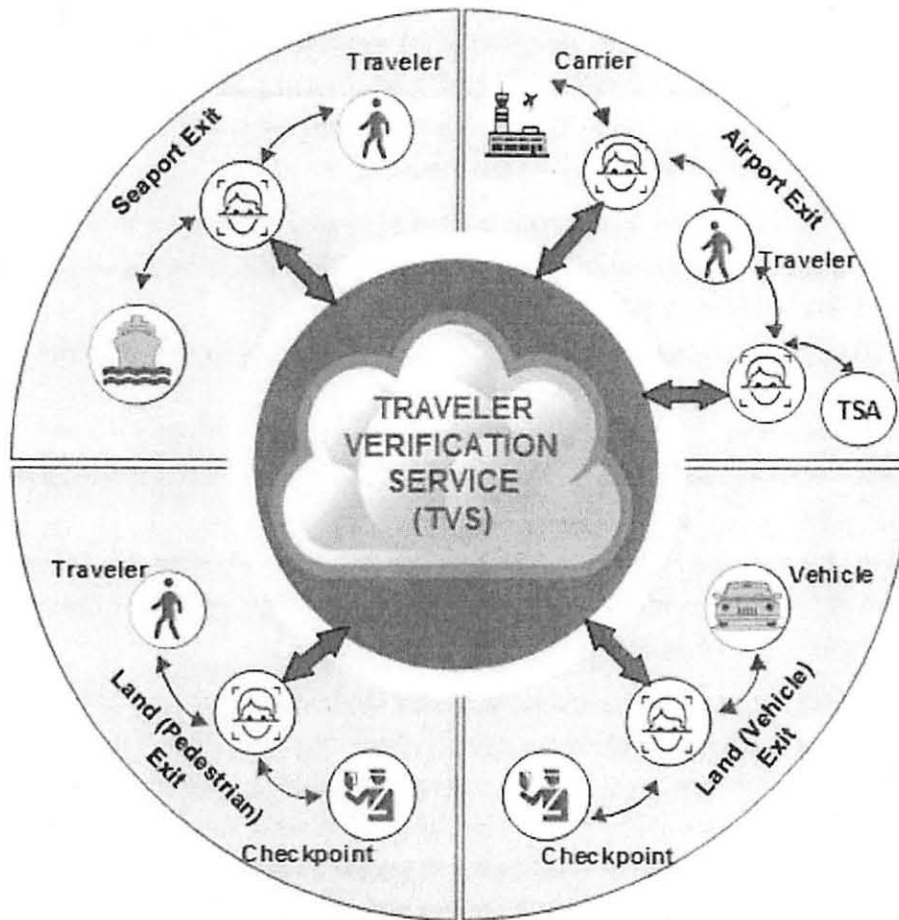 Traveler
Seaport Exit
Carrier
Airport Exit
Traveler
TSA
TRAVELER
VERIFICATION
SERVICE
(TVS)
Traveler
Land (Pedestrian)
Exit
Checkpoint
Vehicle
Land (Vehicle)
Exit
Checkpoint